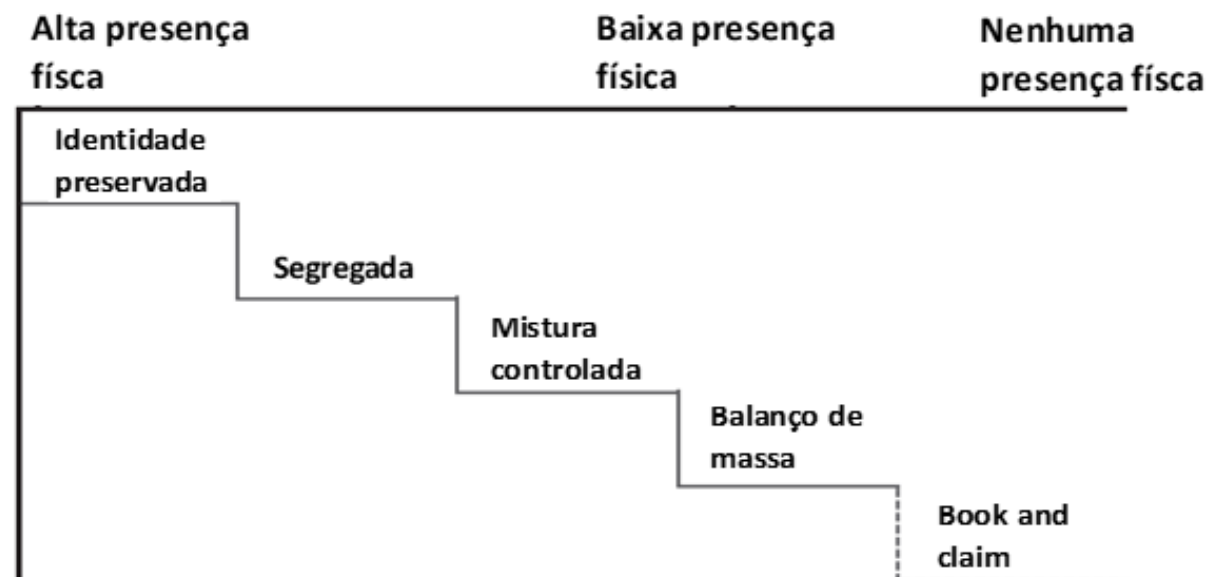 Alta presença
físca
Baixa presença
física
Nenhuma
presença físca
Identidade
preservada
Segregada
Mistura
controlada
Balanço de
massa
Book and
claim